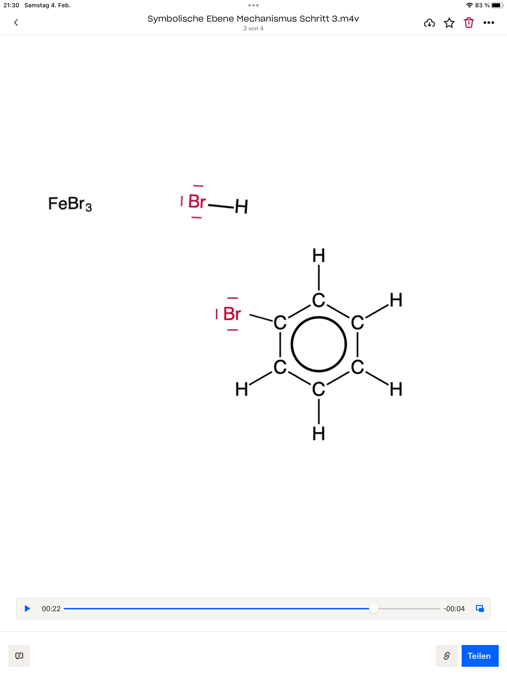 21:30 Samstag 4. Feb.
83 %
Symbolische Ebene Mechanismus Schritt 3.m4v
3 von 4
FeBr3
Br H
H
C H
Br C C
C C
H C H
H
00:22 -00:04
Teilen